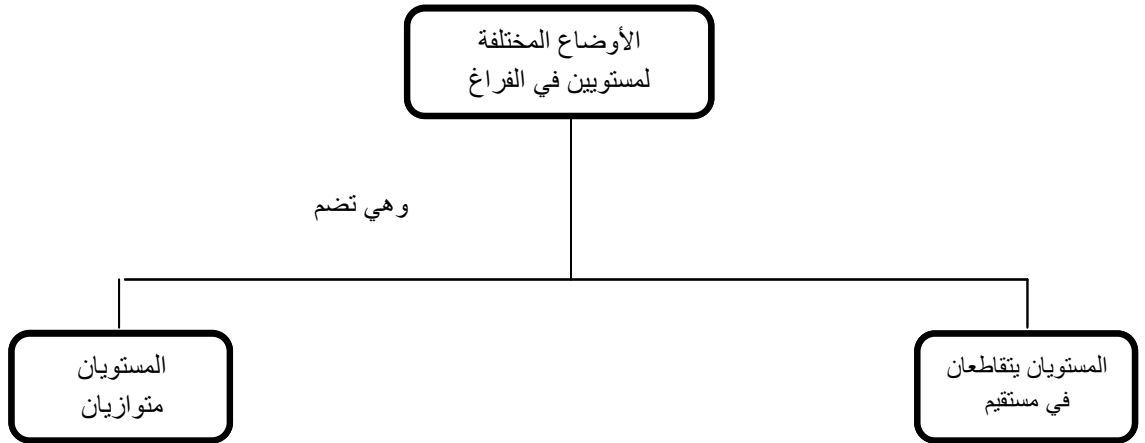 الأوضاع المختلفة
لمستويين في الفراغ
وهي تضم
المستويان يتقاطعان
في مستقيم
المستويان
متوازيان